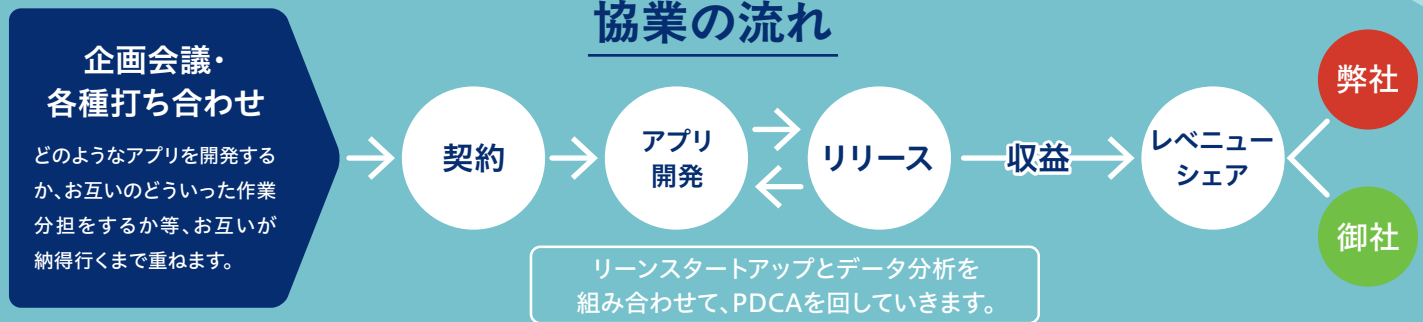 協業の流れ
企画会議・
各種打ち合わせ
どのようなアプリを開発する
か、お互いのどういった作業
分担をするか等、お互いが
納得行くまで重ねます。
契約
アプリ
開発
リリース
収益
レベニュー
シェア
弊社
御社
リーンスタートアップとデータ分析を
組み合わせて、PDCAを回していきます。